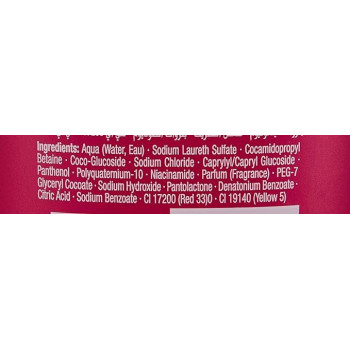 Ingredients: Aqua (Water, Eau) · Sodium Laureth Sulfate · Cocamidopropyl
Betaine · Coco-Glucoside · Sodium Chloride · Caprylyl/Capryl Glucoside ·
Panthenol · Polyquaternium-10 · Niacinamide · Parfum (Fragrance) · PEG-7
Glyceryl Cocoate · Sodium Hydroxide · Pantolactone · Denatonium Benzoate ·
Citric Acid · Sodium Benzoate · CI 17200 (Red 33)0 · CI 19140 (Yellow 5)